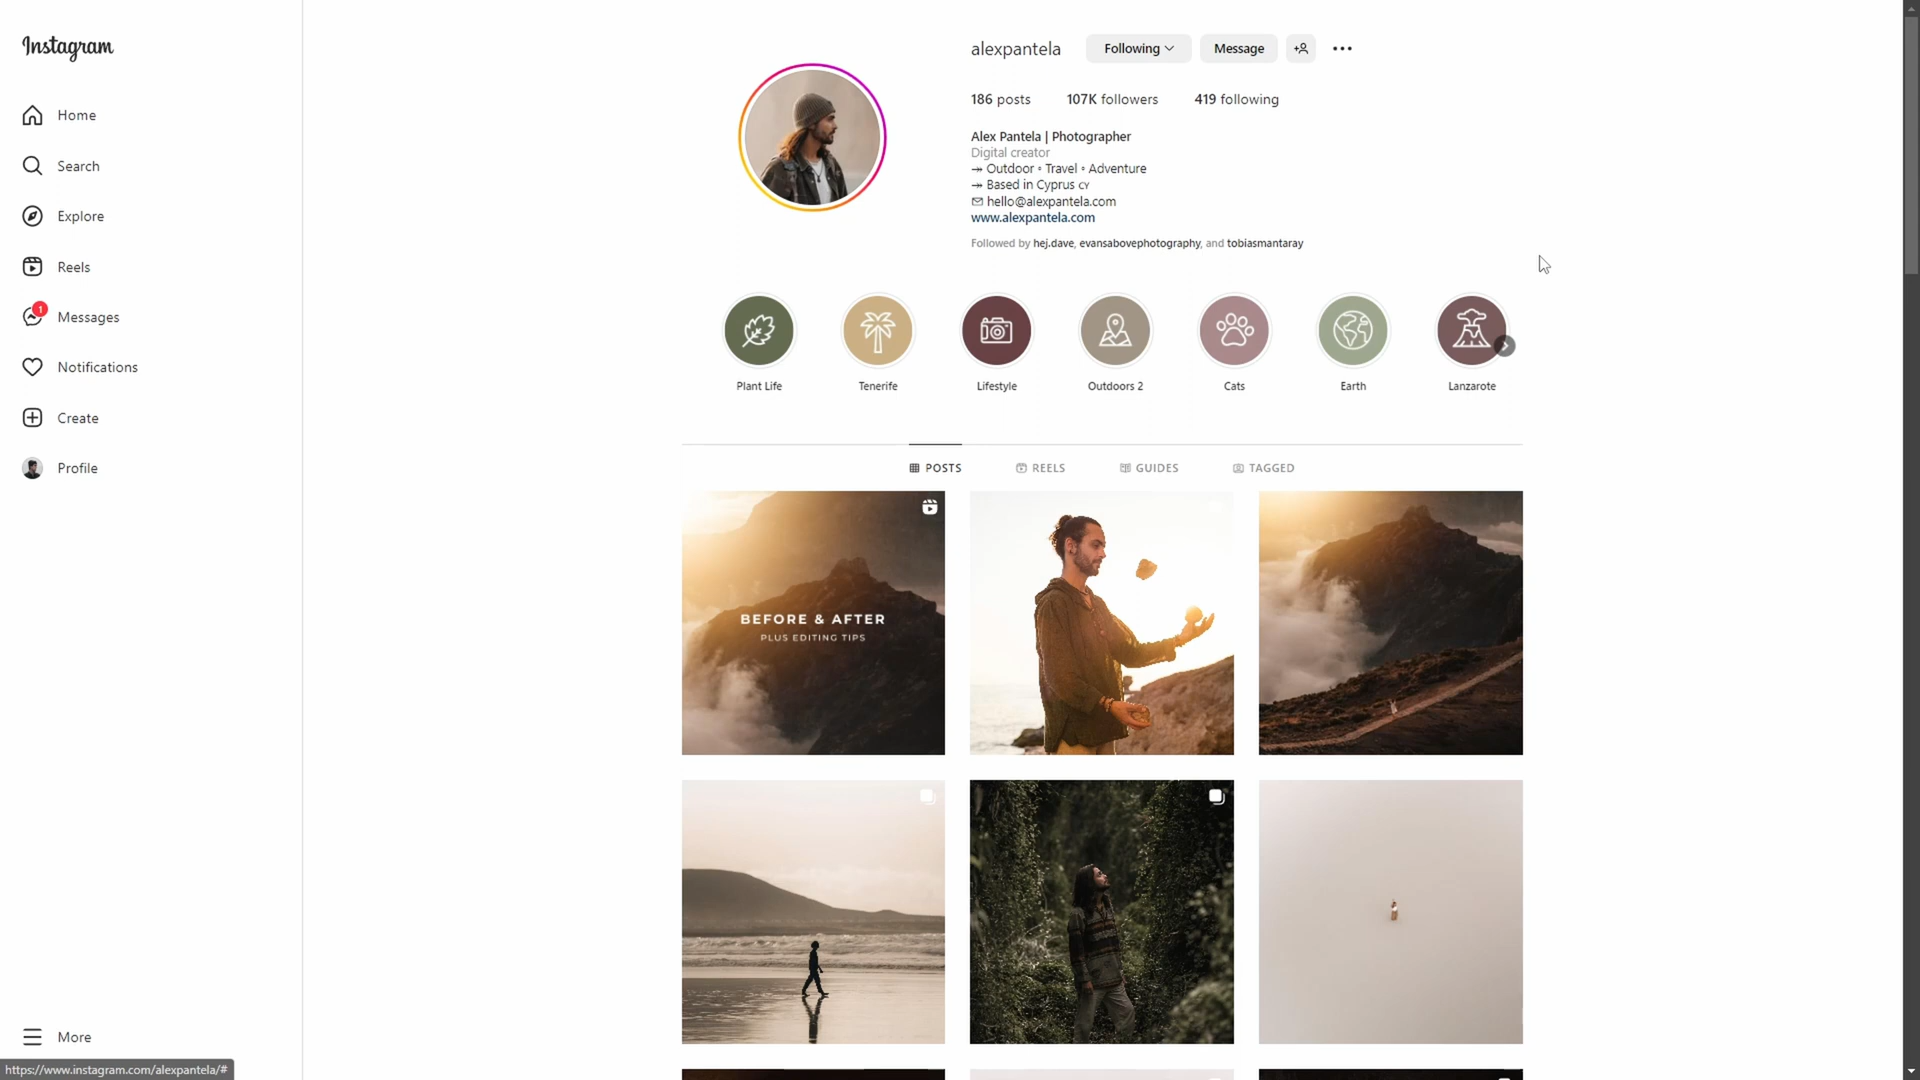 Instagram
Home
Search
Explore
Reels
1
Messages
Notifications
Create
Profile
More
https://www.instagram.com/alexpantela/#
alexpantela
Following
Message
186 posts
107K followers
419 following
Alex Pantela | Photographer
Digital creator
↠ Outdoor • Travel • Adventure
↠ Based in Cyprus CY
✉ hello@alexpantela.com
www.alexpantela.com
Followed by hej.dave, evansabovephotography, and tobiasmantaray
Plant Life
Tenerife
Lifestyle
Outdoors 2
Cats
Earth
Lanzarote
POSTS
REELS
GUIDES
TAGGED
BEFORE & AFTER
PLUS EDITING TIPS